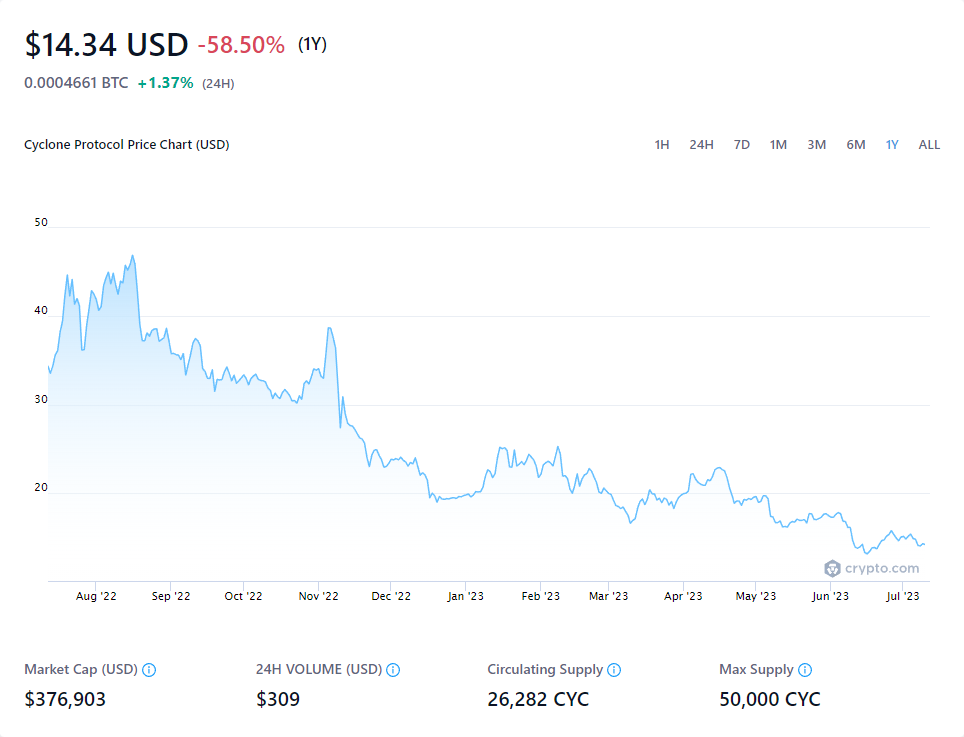 $14.34 USD -58.50% (1Y)
0.0004661 BTC +1.37% (24H)
Cyclone Protocol Price Chart (USD) 1H 24H 7D 1M 3M 6M 1Y ALL
50
40
30
20
crypto.com
Aug '22 Sep '22 Oct '22 Nov '22 Dec '22 Jan '23 Feb '23 Mar '23 Apr '23 May '23 Jun '23 Jul '23
Market Cap (USD) 24H VOLUME (USD) Circulating Supply Max Supply
$376,903 $309 26,282 CYC 50,000 CYC